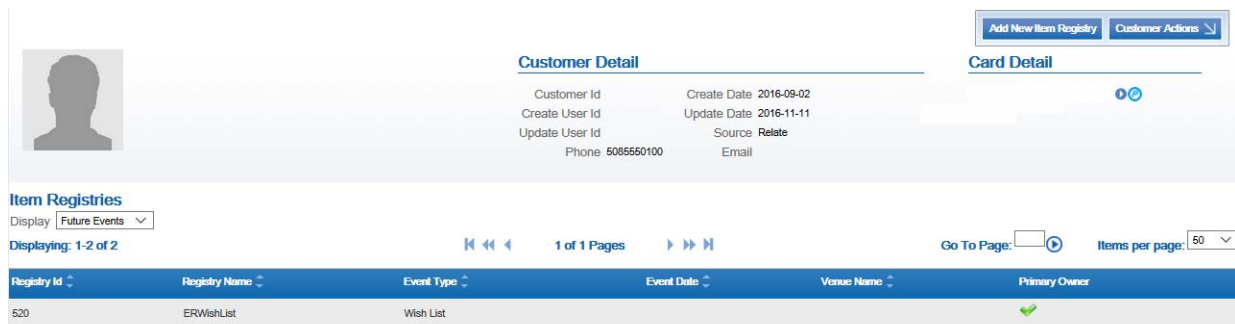 Add New Item Registry Customer Actions
Customer Detail Card Detail
Customer Id Create Date 2016-09-02
Create User Id Update Date 2016-11-11
Update User Id Source Relate
Phone 5085550100 Email
Item Registries
Display Future Events
Displaying: 1-2 of 2 1 of 1 Pages Go To Page: Items per page: 50
Registry Id Registry Name Event Type Event Date Venue Name Primary Owner
520 ERWishList Wish List